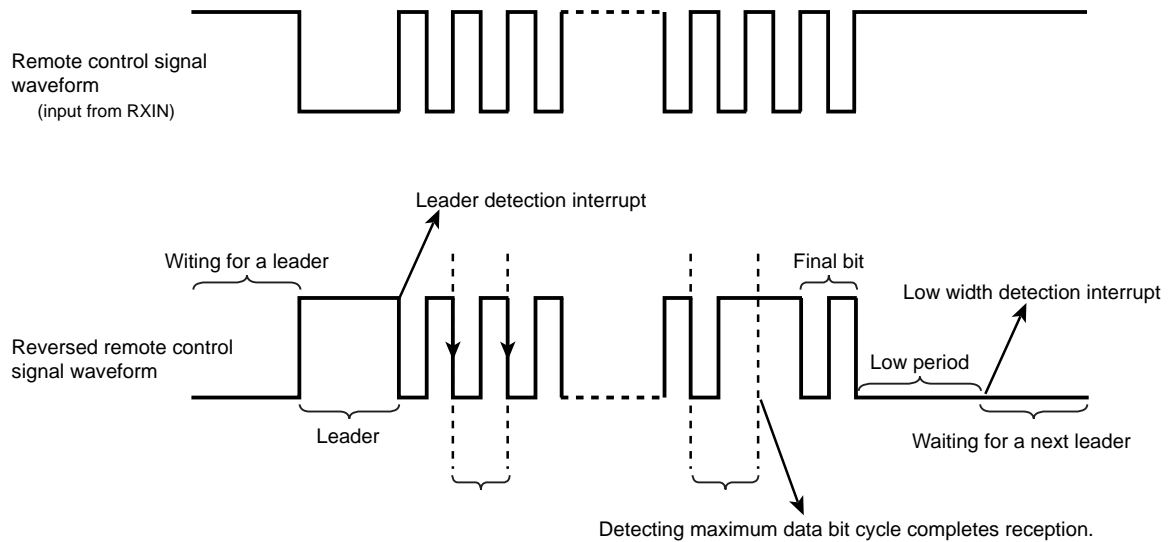 Remote control signal
waveform
(input from RXIN)
Leader detection interrupt
Witing for a leader
Final bit
Low width detection interrupt
Reversed remote control
signal waveform
Low period
Leader
Waiting for a next leader
Detecting maximum data bit cycle completes reception.